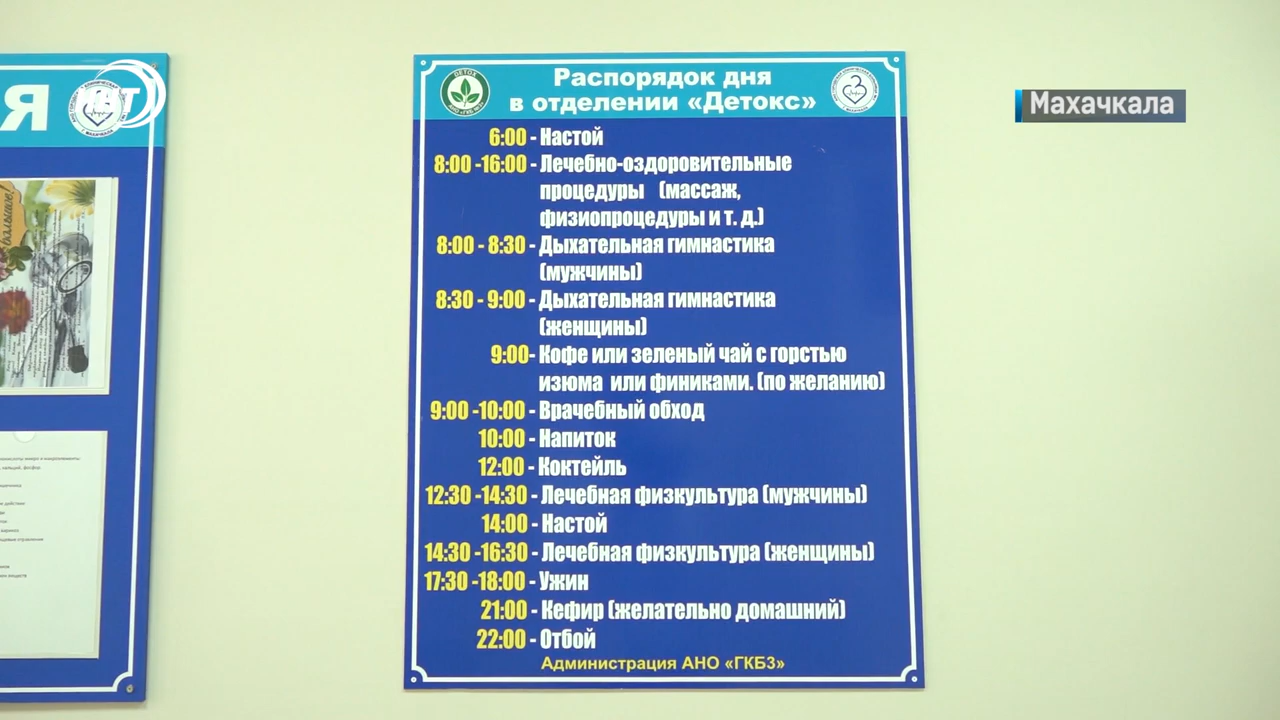 Я
Махачкала
DETOX
Распорядок дня
в отделении «Детокс»
6:00 - Настой
8:00 -16:00 - Лечебно-оздоровительные
процедуры (массаж,
физиопроцедуры и т. д.)
8:00 - 8:30 - Дыхательная гимнастика
(мужчины)
8:30 - 9:00 - Дыхательная гимнастика
(женщины)
9:00- Кофе или зеленый чай с горстью
изюма или финиками. (по желанию)
9:00 -10:00 - Врачебный обход
10:00 - Напиток
12:00 - Коктейль
12:30 -14:30 - Лечебная физкультура (мужчины)
14:00 - Настой
14:30 -16:30 - Лечебная физкультура (женщины)
17:30 -18:00 - Ужин
21:00 - Кефир (желательно домашний)
22:00 - Отбой
Администрация АНО «ГКБ3»